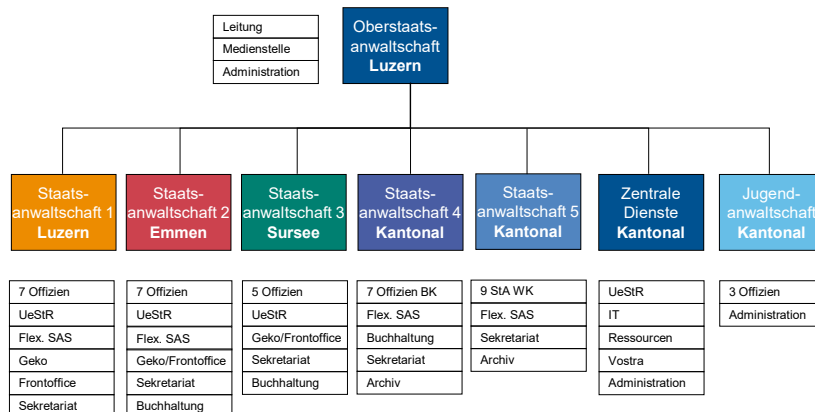 Leitung
Medienstelle
Administration
Oberstaats-
anwaltschaft
Luzern
Staats-
anwaltschaft 1
Luzern
Staats-
anwaltschaft 2
Emmen
Staats-
anwaltschaft 3
Sursee
Staats-
anwaltschaft 4
Kantonal
Staats-
anwaltschaft 5
Kantonal
Zentrale
Dienste
Kantonal
Jugend-
anwaltschaft
Kantonal
7 Offizien
UeStR
Flex. SAS
Geko
Frontoffice
Sekretariat
7 Offizien
UeStR
Flex. SAS
Geko/Frontoffice
Sekretariat
Buchhaltung
5 Offizien
UeStR
Geko/Frontoffice
Sekretariat
Buchhaltung
7 Offizien BK
Flex. SAS
Buchhaltung
Sekretariat
Archiv
9 StA WK
Flex. SAS
Sekretariat
Archiv
UeStR
IT
Ressourcen
Vostra
Administration
3 Offizien
Administration